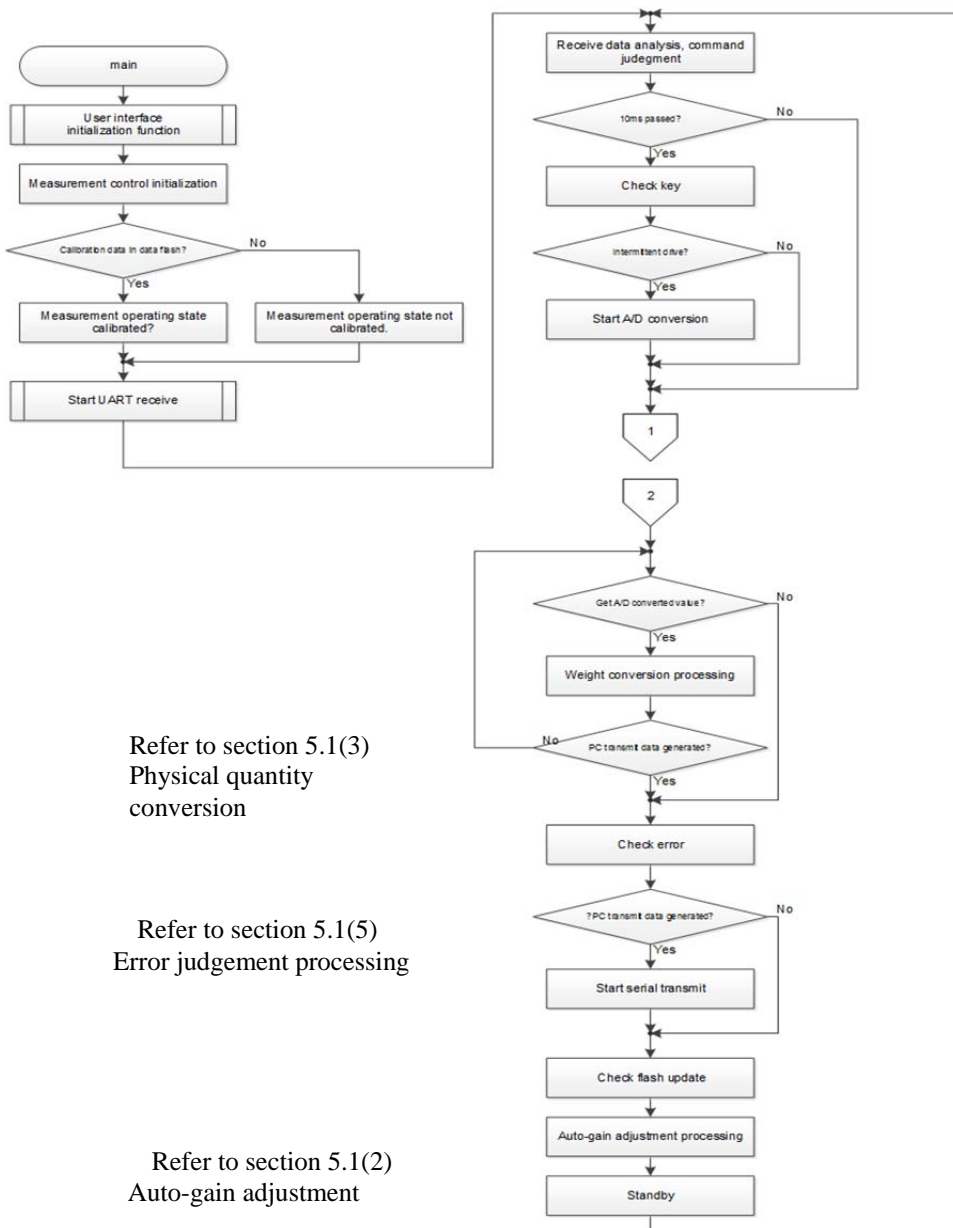 main
User interface
initialization function
Measurement control initialization
Calibration data in data flash?
No
Yes
Measurement operating state
calibrated?
Measurement operating state not
calibrated.
Start UART receive
Receive data analysis, command
judegment
10ms passed?
No
Yes
Check key
Intermittent drive?
No
Yes
Start A/D conversion
1
2
Get A/D converted value?
No
Yes
Weight conversion processing
No
PC transmit data generated?
Yes
Refer to section 5.1(3)
Physical quantity
conversion
Check error
?PC transmit data generated?
No
Yes
Refer to section 5.1(5)
Error judgement processing
Start serial transmit
Check flash update
Auto-gain adjustment processing
Refer to section 5.1(2)
Auto-gain adjustment
Standby